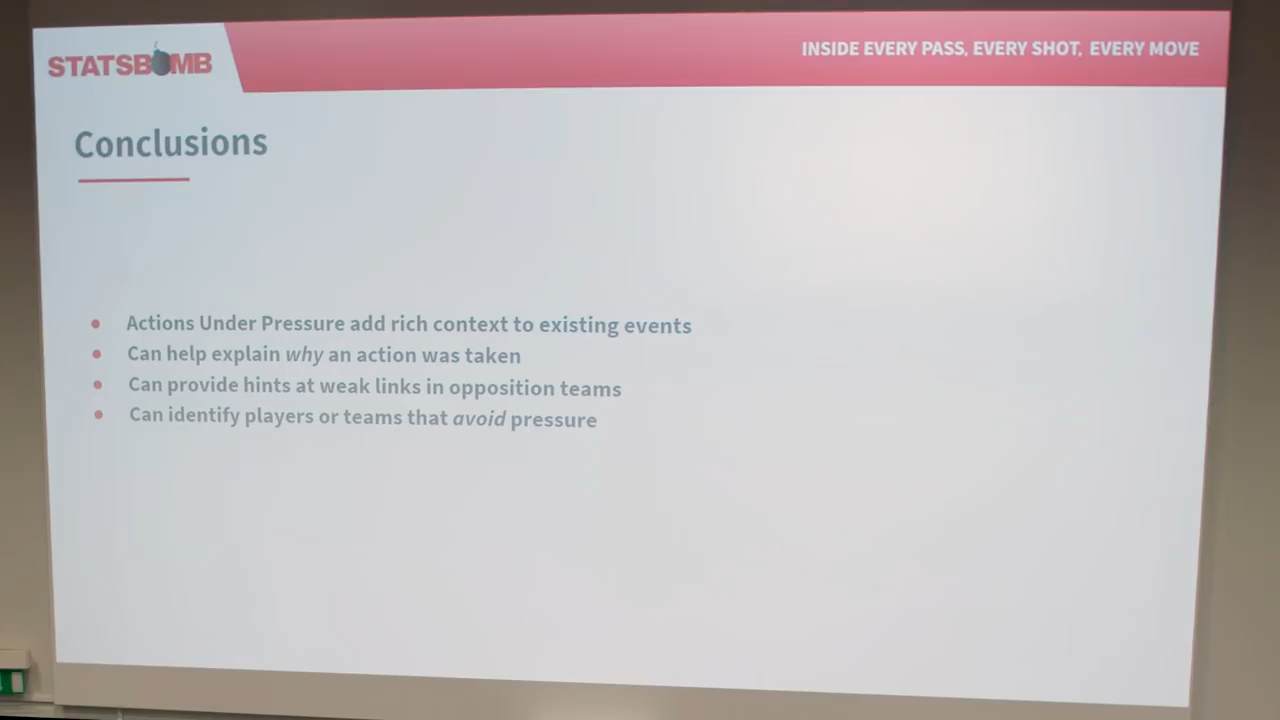 STATSBOMB
INSIDE EVERY PASS, EVERY SHOT, EVERY MOVE
Conclusions
Actions Under Pressure add rich context to existing events
Can help explain why an action was taken
Can provide hints at weak links in opposition teams
Can identify players or teams that avoid pressure